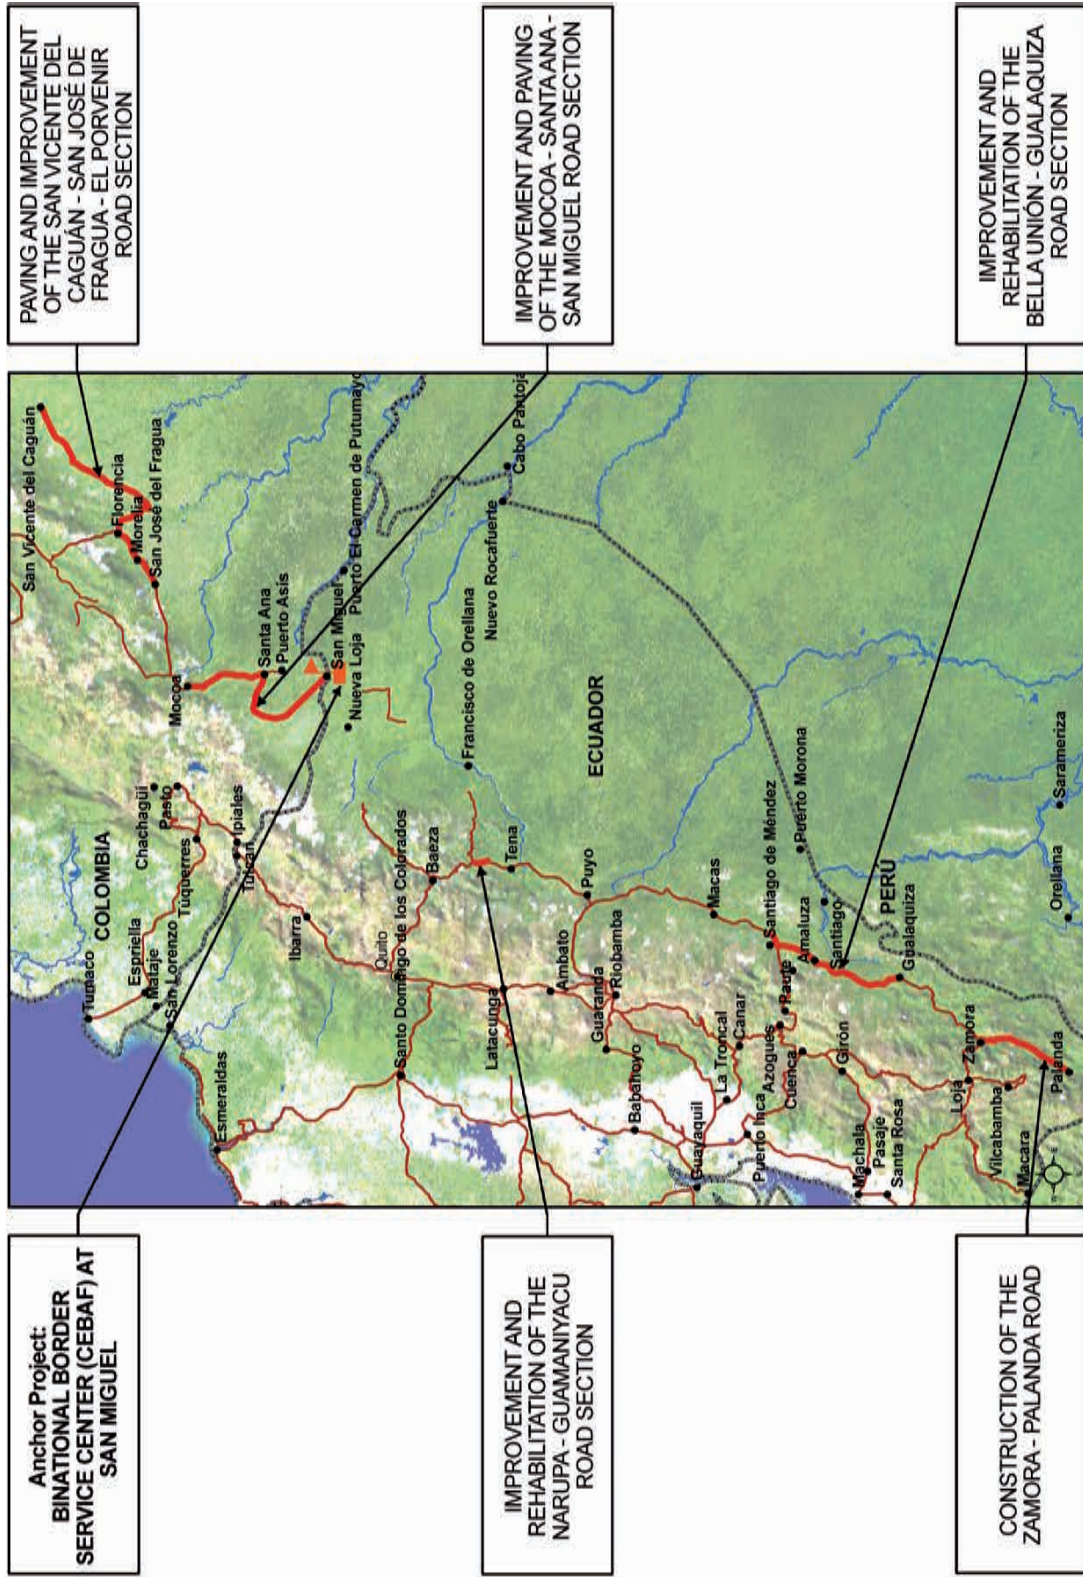 Anchor Project:
BINATIONAL BORDER
SERVICE CENTER (CEBAF) AT
SAN MIGUEL
IMPROVEMENT AND
REHABILITATION OF THE
NARUPA - GUAMANIYACU
ROAD SECTION
CONSTRUCTION OF THE
ZAMORA - PALANDA ROAD
PAVING AND IMPROVEMENT
OF THE SAN VICENTE DEL
CAGUÁN - SAN JOSÉ DE
FRAGUA - EL PORVENIR
ROAD SECTION
IMPROVEMENT AND PAVING
OF THE MOCOA - SANTA ANA -
SAN MIGUEL ROAD SECTION
IMPROVEMENT AND
REHABILITATION OF THE
BELLA UNIÓN - GUALAQUIZA
ROAD SECTION
San Vicente del Caguán
Florencia
Morelia
San José del Fragua
Mocoa
Santa Ana
Puerto Asís
San Miguel
Puerto El Carmen de Putumayo
Nueva Loja
Cabo Pantoja
Nuevo Rocafuerte
Francisco de Orellana
COLOMBIA
Chachagüí
Pasto
Tuquerres
Ipiales
Tulcán
Tumaco
Espriella
Mataje
San Lorenzo
Ibarra
Esmeraldas
Quito
Santo Domingo de los Colorados
Baeza
Tena
ECUADOR
Latacunga
Ambato
Puyo
Guaranda
Riobamba
Babahoyo
Macas
Guayaquil
La Troncal
Canar
Puerto Inca
Azogues
Cuenca
Paute
Santiago de Méndez
Amaluza
Santiago
Puerto Morona
PERÚ
Gualaquiza
Girón
Machala
Pasaje
Santa Rosa
Loja
Zamora
Vilcabamba
Macara
Palanda
Orellana
Sarameriza